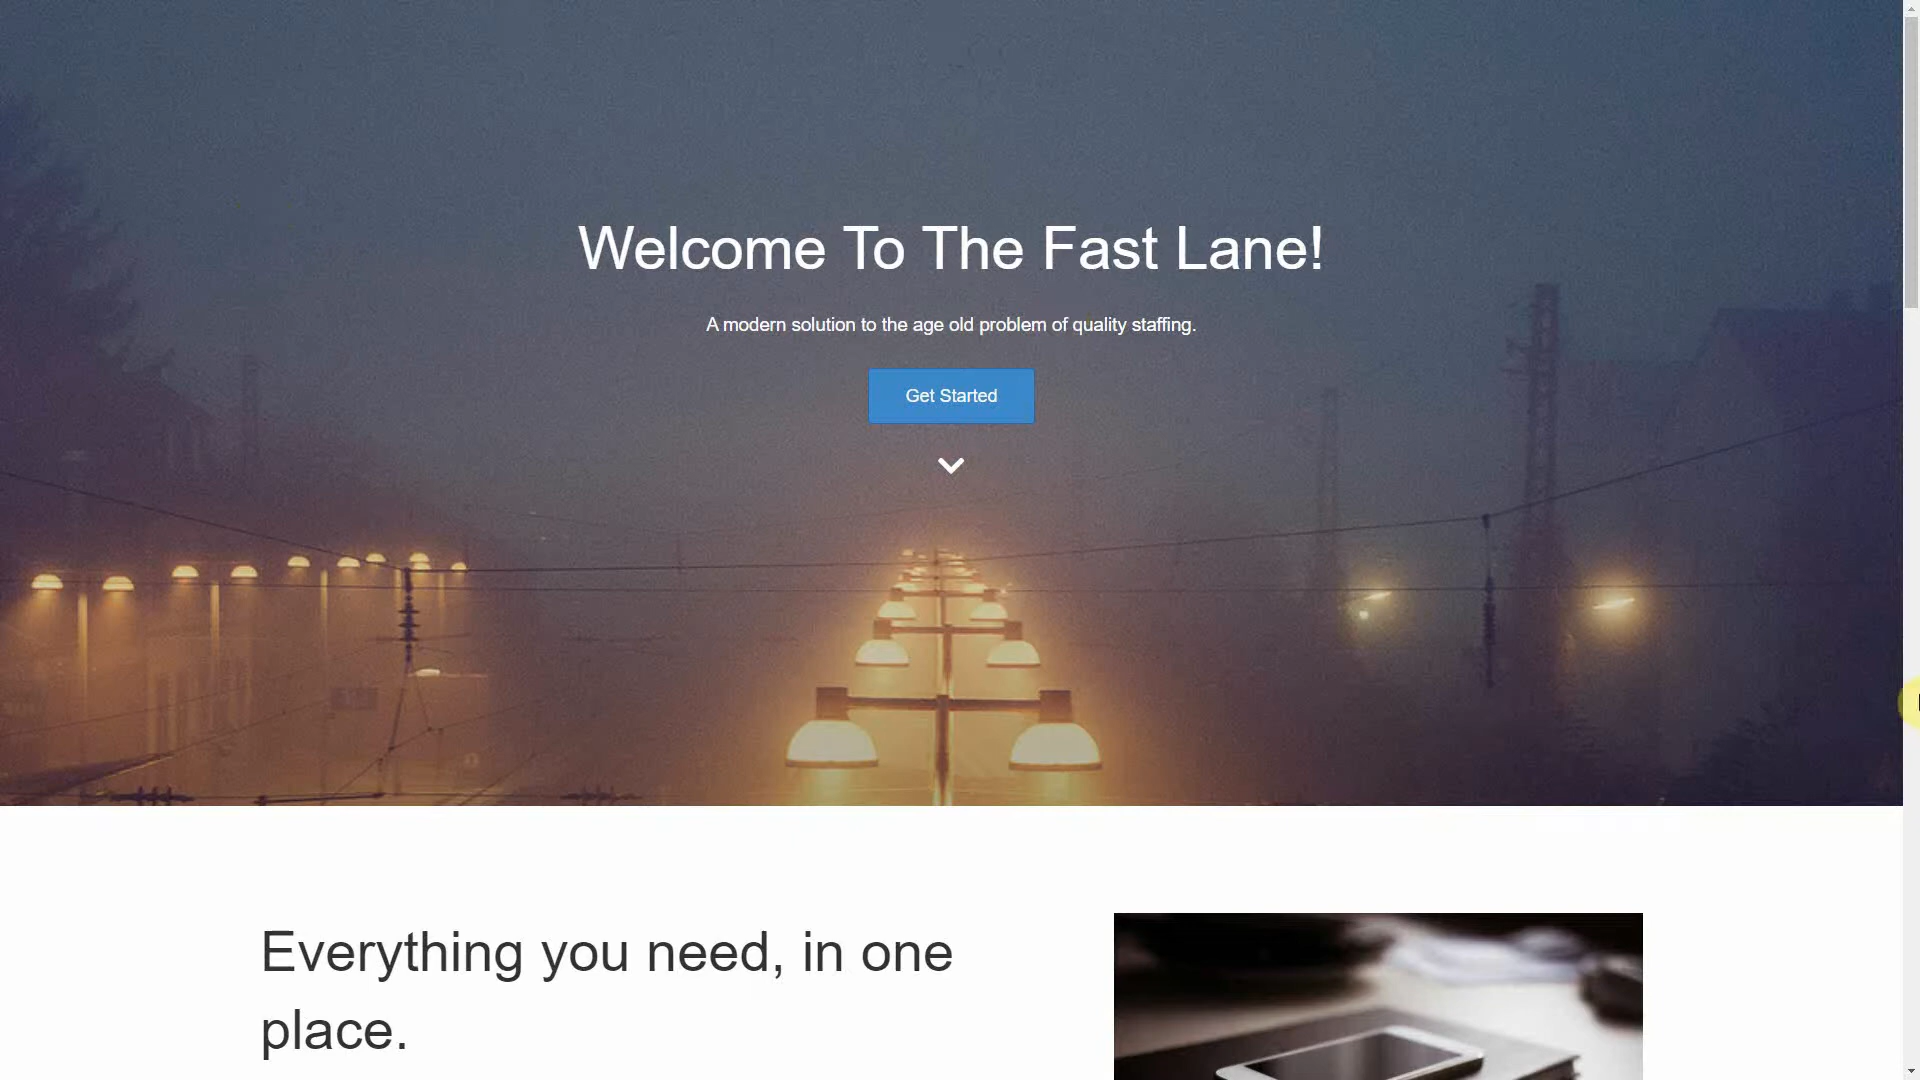 Welcome To The Fast Lane!
A modern solution to the age old problem of quality staffing.
Get Started
Everything you need, in one
place.